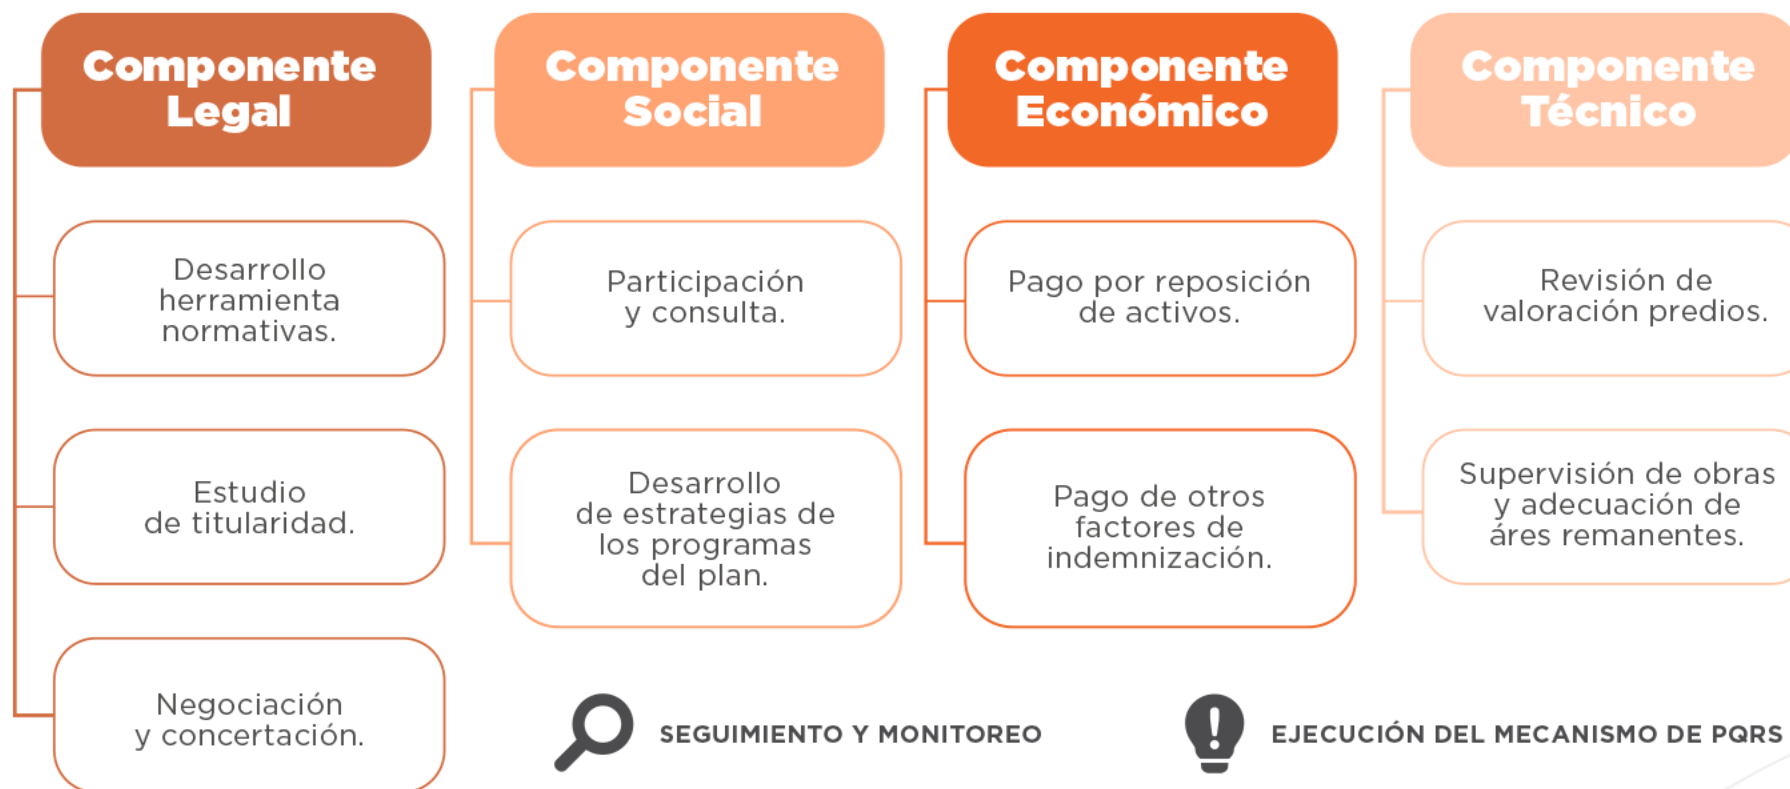 Componente
Legal
Desarrollo
herramienta
normativas.
Estudio
de titularidad.
Negociación
y concertación.
Componente
Social
Participación
y consulta.
Desarrollo
de estrategias de
los programas
del plan.
Componente
Económico
Pago por reposición
de activos.
Pago de otros
factores de
indemnización.
Componente
Técnico
Revisión de
valoración predios.
Supervisión de obras
y adecuación de
áres remanentes.
SEGUIMIENTO Y MONITOREO
EJECUCIÓN DEL MECANISMO DE PQRS